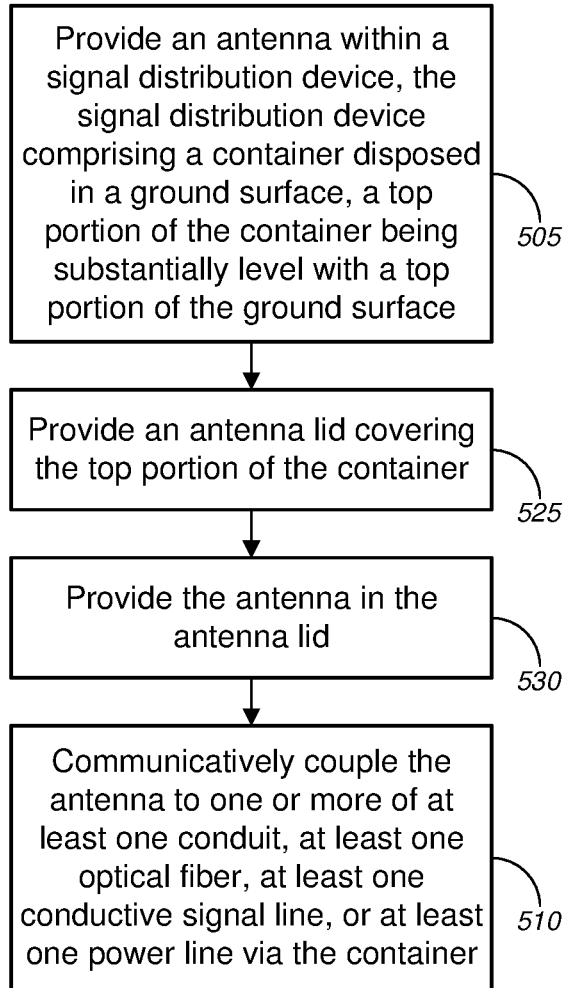 Provide an antenna within a
signal distribution device, the
signal distribution device
comprising a container disposed
in a ground surface, a top
portion of the container being
substantially level with a top
portion of the ground surface
505
Provide an antenna lid covering
the top portion of the container
525
Provide the antenna in the
antenna lid
530
Communicatively couple the
antenna to one or more of at
least one conduit, at least one
optical fiber, at least one
conductive signal line, or at least
one power line via the container
510